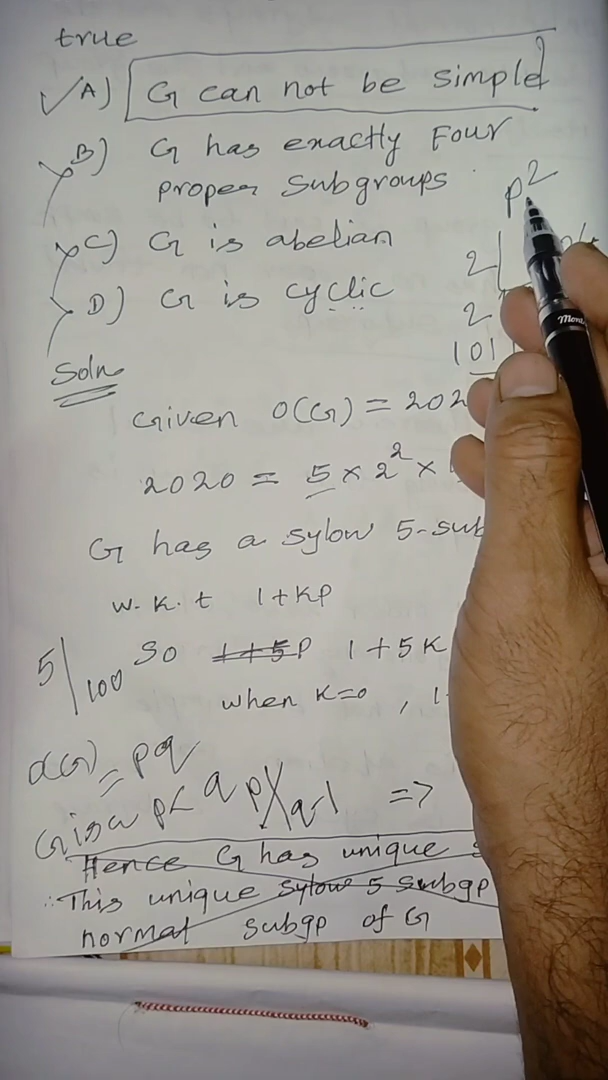 true
A) G can not be simple
B) G has exactly Four
proper subgroups
p²
C) G is abelian
2
D) G is cyclic
2
101
Soln
Given O(G) = 202
2020 = 5 × 2² ×
G has a sylow 5-sub
w.k.t 1+kp
5 | 100
So 1+5P 1+5K
when K=0 , 1
O(G) = pq
p< q p∤q-1 =>
Hence G has unique
∴ This unique sylow 5 subgp
normal subgp of G